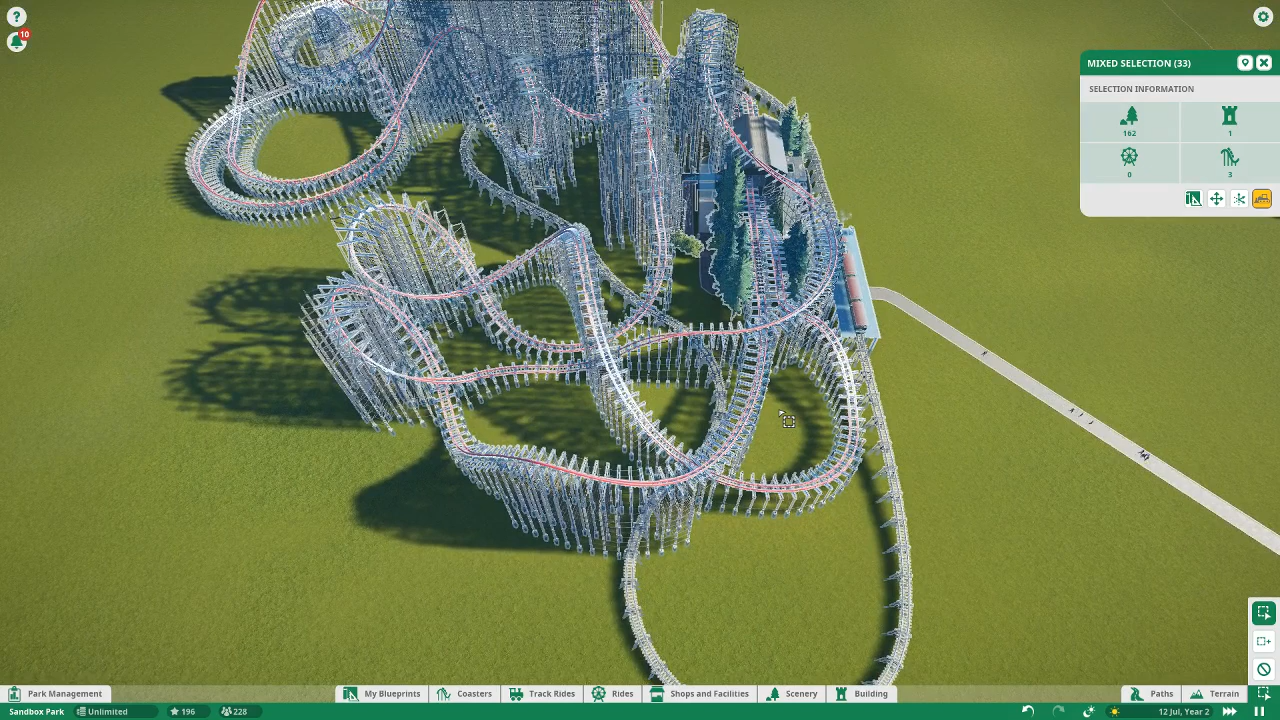 ?
10
MIXED SELECTION (33)
SELECTION INFORMATION
162
1
0
3
Park Management
My Blueprints
Coasters
Track Rides
Rides
Shops and Facilities
Scenery
Building
Paths
Terrain
Sandbox Park
Unlimited
196
228
12 Jul, Year 2